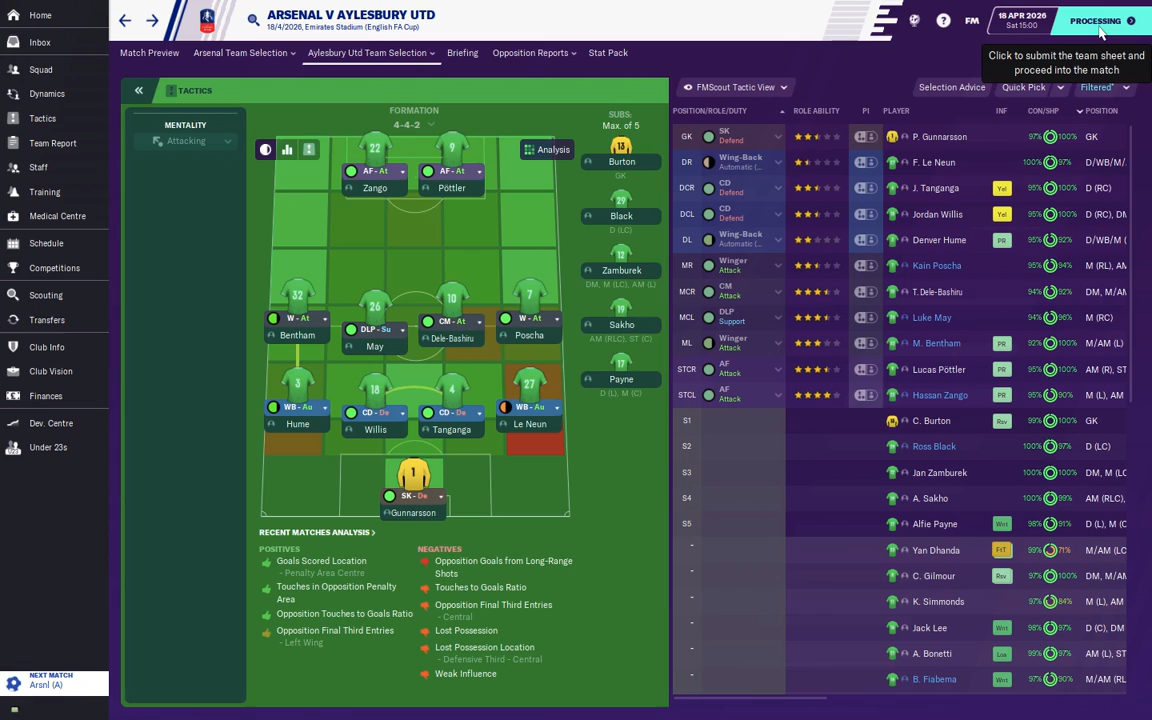 Home
Inbox
Squad
Dynamics
Tactics
Team Report
Staff
Training
Medical Centre
Schedule
Competitions
Scouting
Transfers
Club Info
Club Vision
Finances
Dev. Centre
Under 23s
NEXT MATCH
Arsnl (A)
ARSENAL V AYLESBURY UTD
18/4/2026, Emirates Stadium (English FA Cup)
FM
18 APR 2026
Sat 15:00
PROCESSING
Click to submit the team sheet and
proceed into the match
Match Preview
Arsenal Team Selection
Aylesbury Utd Team Selection
Briefing
Opposition Reports
Stat Pack
TACTICS
MENTALITY
Attacking
FORMATION
4-4-2
Analysis
22 9
AF - At AF - At
Zango Pöttler
32 26 10 7
W - At DLP - Su CM - At W - At
Bentham May Dele-Bashiru Poscha
3 18 4 27
WB - Au CD - De CD - De WB - Au
Hume Willis Tanganga Le Neun
1
SK - De
Gunnarsson
SUBS:
Max. of 5
13
Burton
GK
29
Black
D (LC)
12
Zamburek
DM, M (LC), AM (L)
19
Sakho
AM (RLC), ST (C)
17
Payne
D (L), M (C)
RECENT MATCHES ANALYSIS >
POSITIVES
Goals Scored Location
- Penalty Area Centre
Touches in Opposition Penalty
Area
Opposition Touches to Goals Ratio
Opposition Final Third Entries
- Left Wing
NEGATIVES
Opposition Goals from Long-Range
Shots
Touches to Goals Ratio
Opposition Final Third Entries
- Central
Lost Possession
Lost Possession Location
- Defensive Third - Central
Weak Influence
FMScout Tactic View
Selection Advice
Quick Pick
Filtered*
POSITION/ROLE/DUTY ROLE ABILITY PI PLAYER INF CON/SHP POSITION
GK SK Defend P. Gunnarsson 97% 100% GK
DR Wing-Back Automatic (... F. Le Neun 100% 97% D/WB/M/.
DCR CD Defend J. Tanganga Yel 95% 100% D (RC)
DCL CD Defend Jordan Willis Yel 95% 100% D (RC), DM
DL Wing-Back Automatic (... Denver Hume PR 95% 92% D/WB/M (
MR Winger Attack Kain Poscha 95% 94% M (RL), AM
MCR CM Attack T. Dele-Bashiru 94% 92% DM, M/AM
MCL DLP Support Luke May 94% 96% M (RC)
ML Winger Attack M. Bentham PR 92% 100% M/AM (L)
STCR AF Attack Lucas Pöttler PR 95% 100% AM (R), ST
STCL AF Attack Hassan Zango PR 95% 100% M (L), AM
S1 C. Burton Rsv 99% 100% GK
S2 Ross Black 100% 97% D (LC)
S3 Jan Zamburek 100% 100% DM, M (LC
S4 A. Sakho 100% 99% AM (RLC),
S5 Alfie Payne Wnt 98% 91% D (L), M (C
- Yan Dhanda FtT 99% 71% M/AM (LC
- C. Gilmour Rsv 97% 100% DM, M/AM
- K. Simmonds 97% 84% M (L), AM
- Jack Lee Wnt 98% 97% D (C), DM
- A. Bonetti Loa 99% 97% AM (L), ST
- B. Fiabema Wnt 97% 90% M/AM (RL